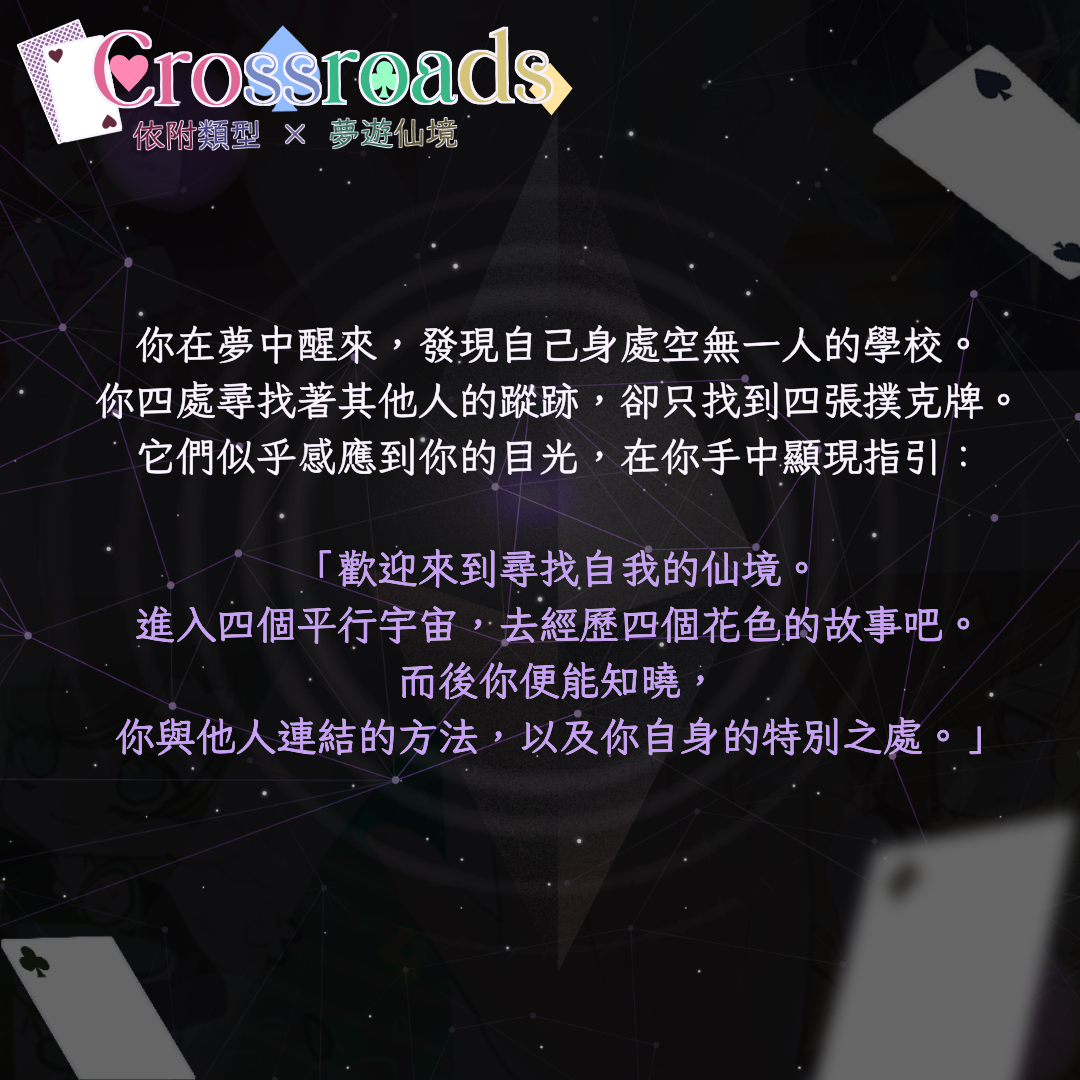 Crossroads
依附類型 × 夢遊仙境
你在夢中醒來，發現自己身處空無一人的學校。
你四處尋找著其他人的蹤跡，卻只找到四張撲克牌。
它們似乎感應到你的目光，在你手中顯現指引：
「歡迎來到尋找自我的仙境。
進入四個平行宇宙，去經歷四個花色的故事吧。
而後你便能知曉，
你與他人連結的方法，以及你自身的特別之處。」